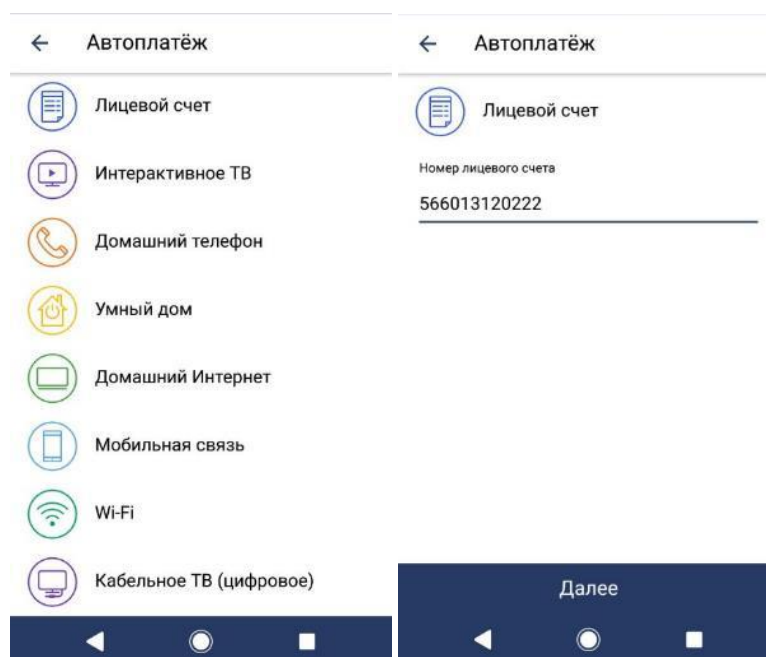 Автоплатёж
Лицевой счет
Интерактивное ТВ
Домашний телефон
Умный дом
Домашний Интернет
Мобильная связь
Wi-Fi
Кабельное ТВ (цифровое)
Автоплатёж
Лицевой счет
Номер лицевого счета
566013120222
Далее